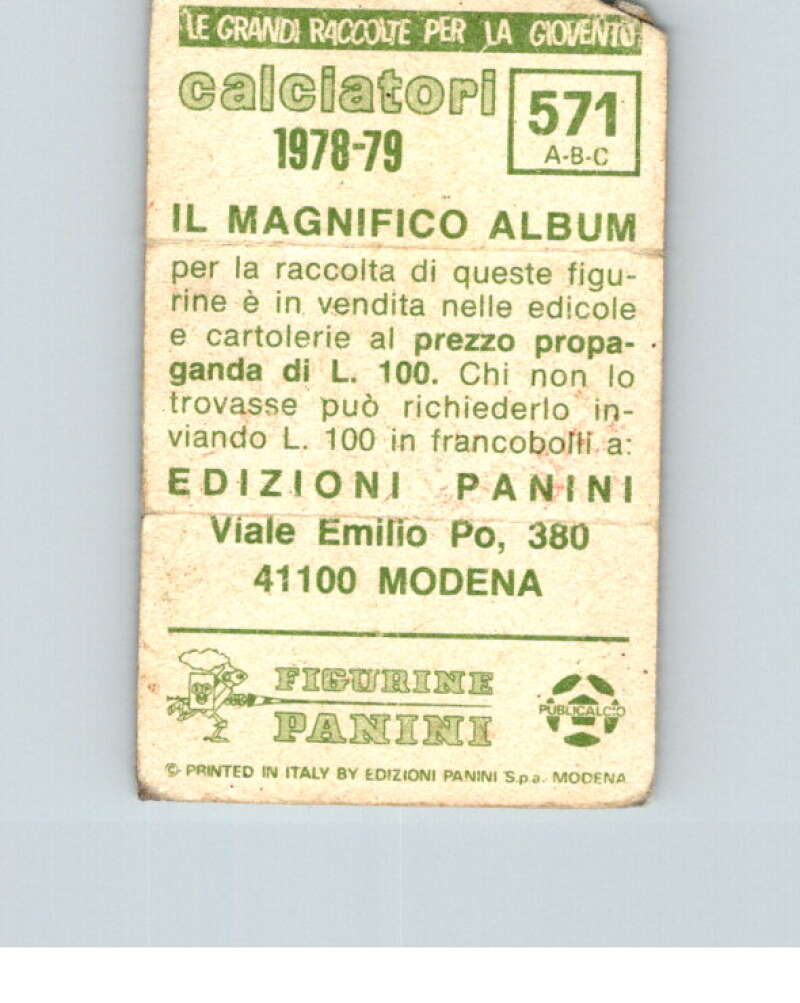 LE GRANDI RACCOLTE PER LA GIOVENTÙ
calciatori
1978-79
571
A-B-C
IL MAGNIFICO ALBUM
per la raccolta di queste figu-
rine è in vendita nelle edicole
e cartolerie al prezzo propa-
ganda di L. 100. Chi non lo
trovasse può richiederlo in-
viando L. 100 in francobolli a:
EDIZIONI PANINI
Viale Emilio Po, 380
41100 MODENA
FIGURINE
PANINI
PUBLICALCIO
© PRINTED IN ITALY BY EDIZIONI PANINI S.p.a. MODENA